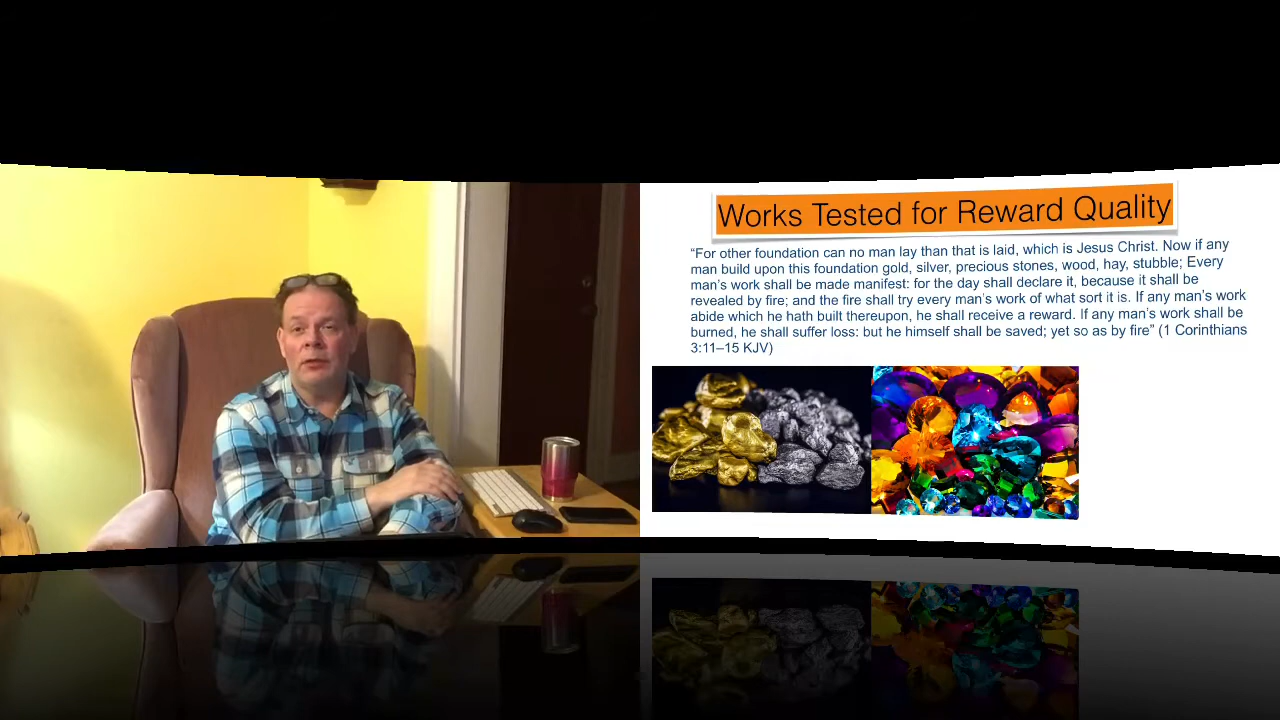 Works Tested for Reward Quality
“For other foundation can no man lay than that is laid, which is Jesus Christ. Now if any
man build upon this foundation gold, silver, precious stones, wood, hay, stubble; Every
man’s work shall be made manifest: for the day shall declare it, because it shall be
revealed by fire; and the fire shall try every man’s work of what sort it is. If any man’s work
abide which he hath built thereupon, he shall receive a reward. If any man’s work shall be
burned, he shall suffer loss: but he himself shall be saved; yet so as by fire” (1 Corinthians
3:11–15 KJV)